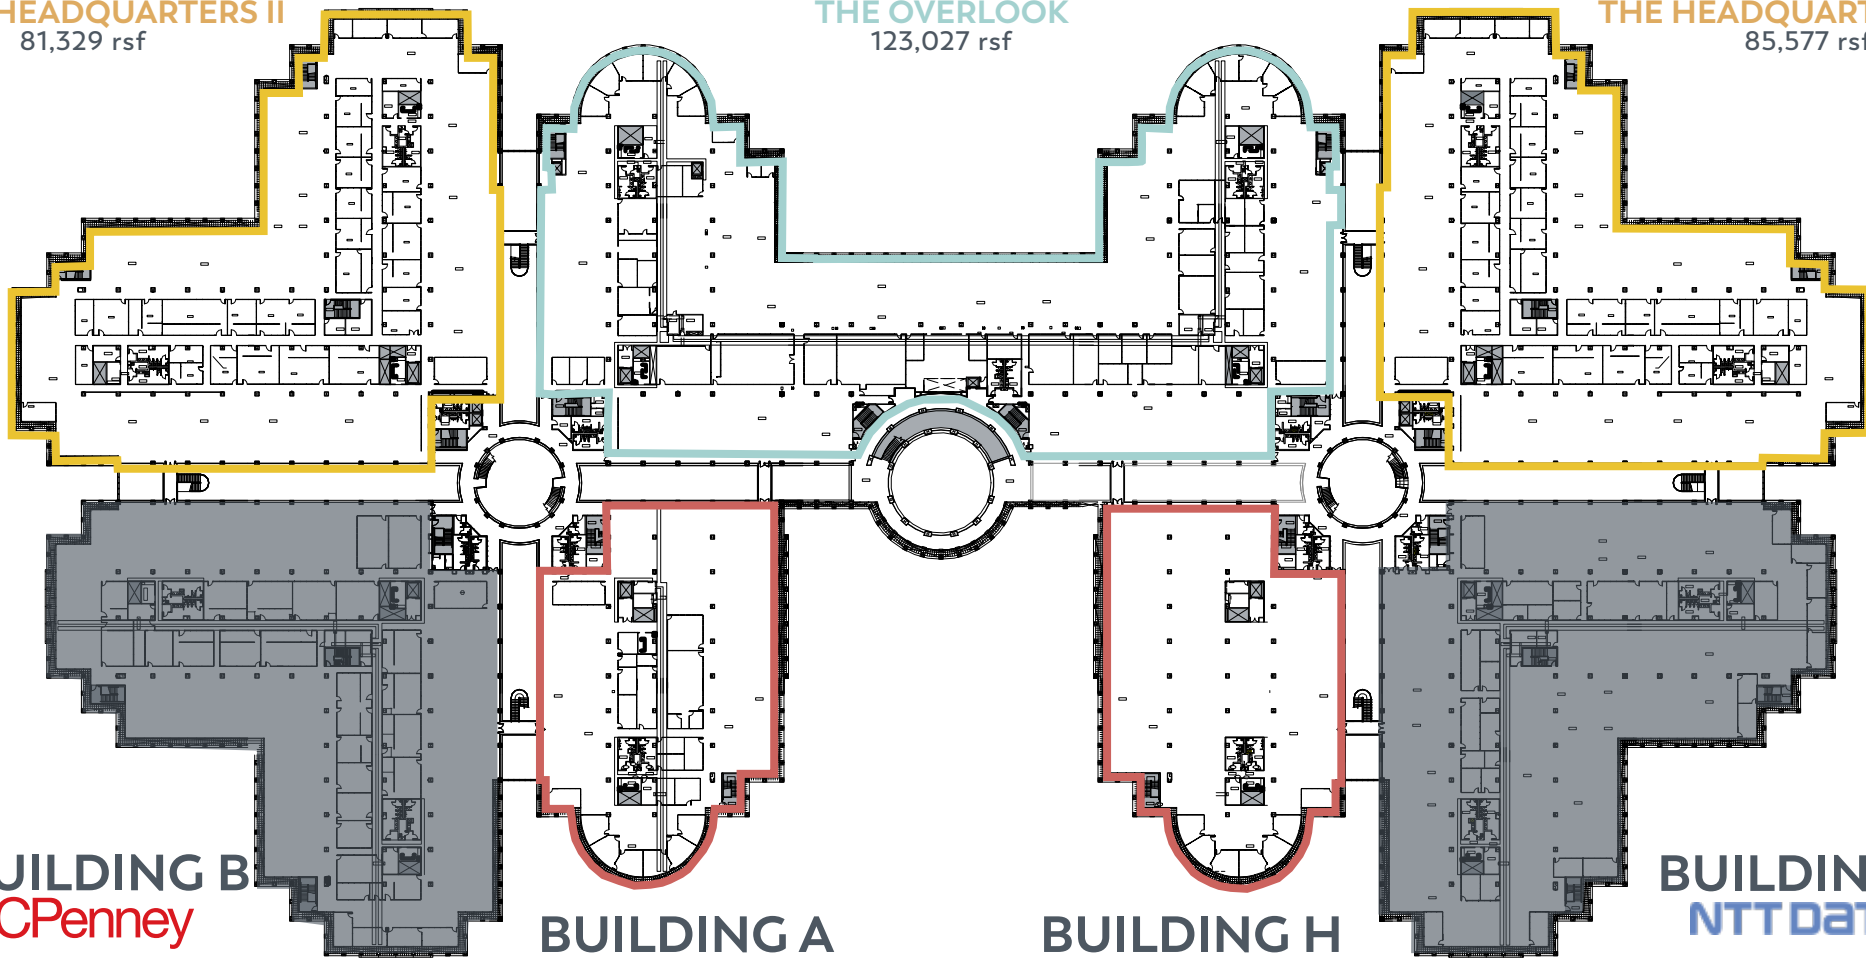 HEADQUARTERS II
81,329 rsf
THE OVERLOOK
123,027 rsf
THE HEADQUART
85,577 rsf
UILDING B
CPenney
BUILDING A
BUILDING H
BUILDIN
NTT DaT